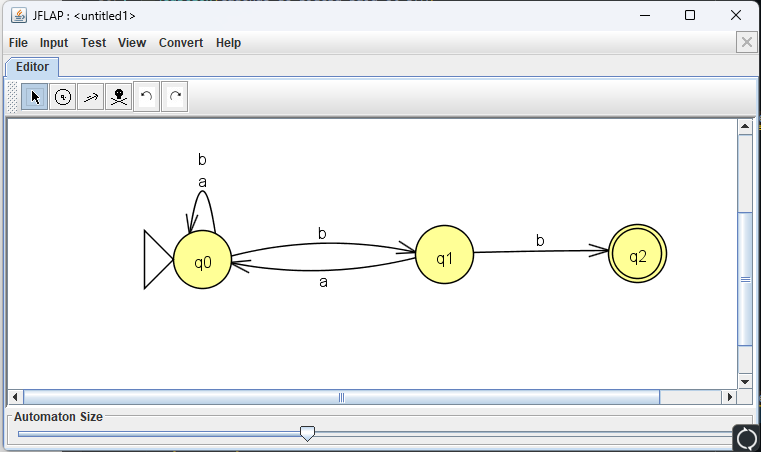 JFLAP : <untitled1>
File Input Test View Convert Help
Editor
b
a
b
b
q0
q1
q2
a
Automaton Size